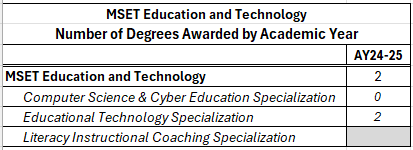 MSET Education and Technology
Number of Degrees Awarded by Academic Year
AY24-25
MSET Education and Technology 2
Computer Science & Cyber Education Specialization 0
Educational Technology Specialization 2
Literacy Instructional Coaching Specialization